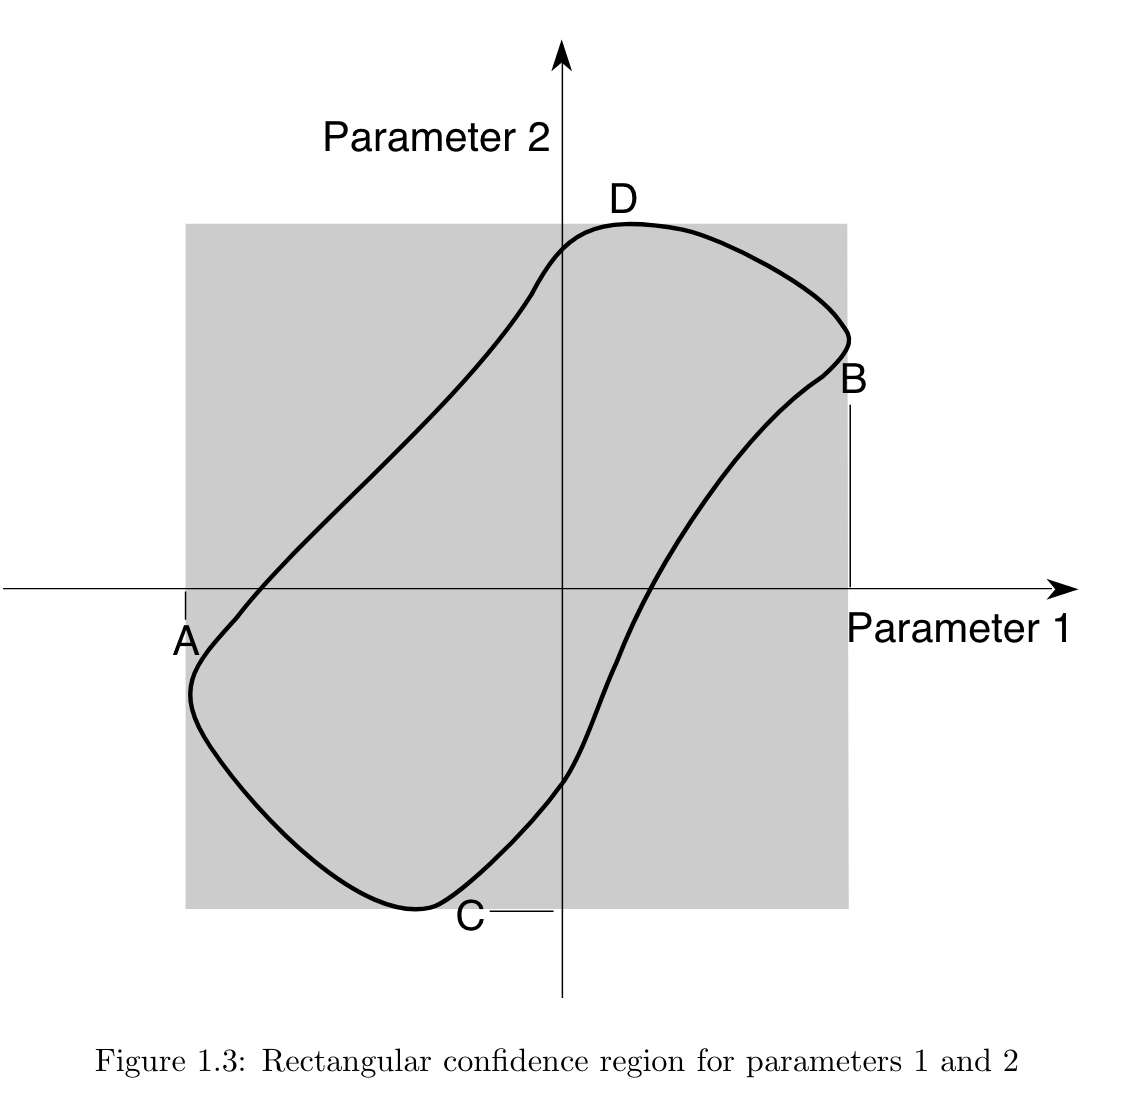 Parameter 2
D
B
A
Parameter 1
C
Figure 1.3: Rectangular confidence region for parameters 1 and 2